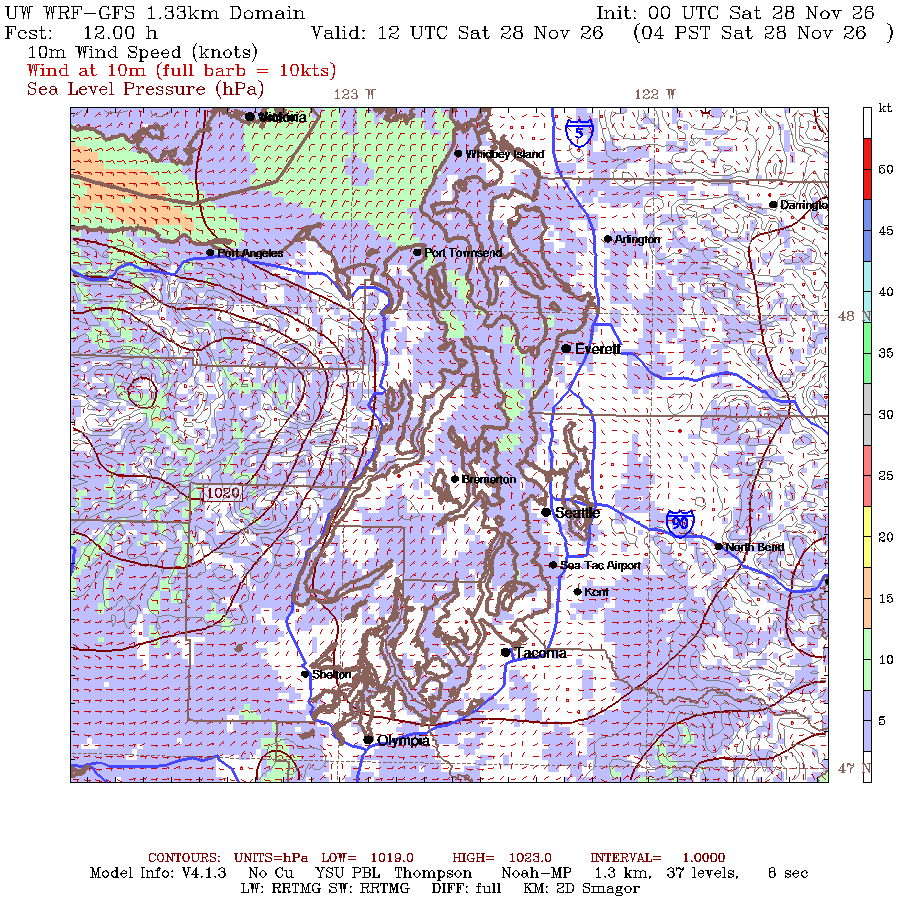 UW WRF-GFS 1.33km Domain Init: 00 UTC Sat 28 Nov 26
Fcst: 12.00 h Valid: 12 UTC Sat 28 Nov 26 (04 PST Sat 28 Nov 26 )
10m Wind Speed (knots)
Wind at 10m (full barb = 10kts)
Sea Level Pressure (hPa)
123 W 122 W
kt
Victoria
5
Whidbey Island
50
Darringto
Arlington
45
Port Angeles
Port Townsend
40
48 N
Everett
35
30
Bremerton
25
1020
Seattle
90
20
North Bend
Sea Tac Airport
Kent
15
Tacoma
10
Shelton
5
Olympia
47 N
CONTOURS: UNITS=hPa LOW= 1019.0 HIGH= 1023.0 INTERVAL= 1.0000
Model Info: V4.1.3 No Cu YSU PBL Thompson Noah-MP 1.3 km, 37 levels, 8 sec
LW: RRTMG SW: RRTMG DIFF: full KM: 2D Smagor